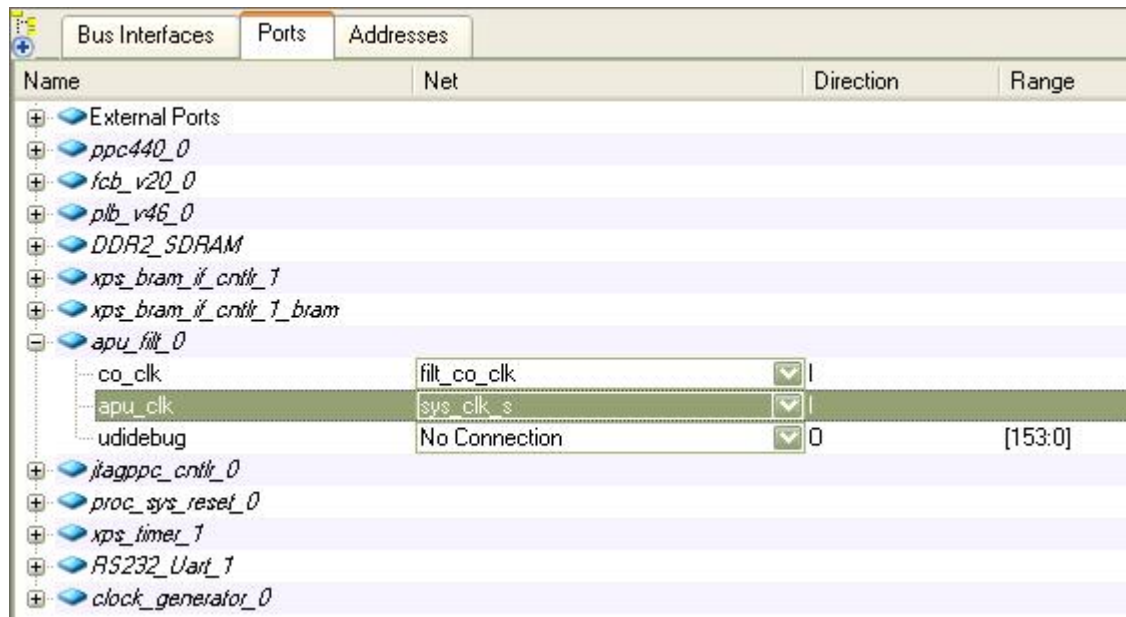 Bus Interfaces Ports Addresses
Name Net Direction Range
External Ports
ppc440_0
fcb_v20_0
plb_v46_0
DDR2_SDRAM
xps_bram_if_cntlr_1
xps_bram_if_cntlr_1_bram
apu_filt_0
co_clk filt_co_clk I
apu_clk sys_clk_s I
udidebug No Connection O [153:0]
jtagppc_cntlr_0
proc_sys_reset_0
xps_timer_1
RS232_Uart_1
clock_generator_0